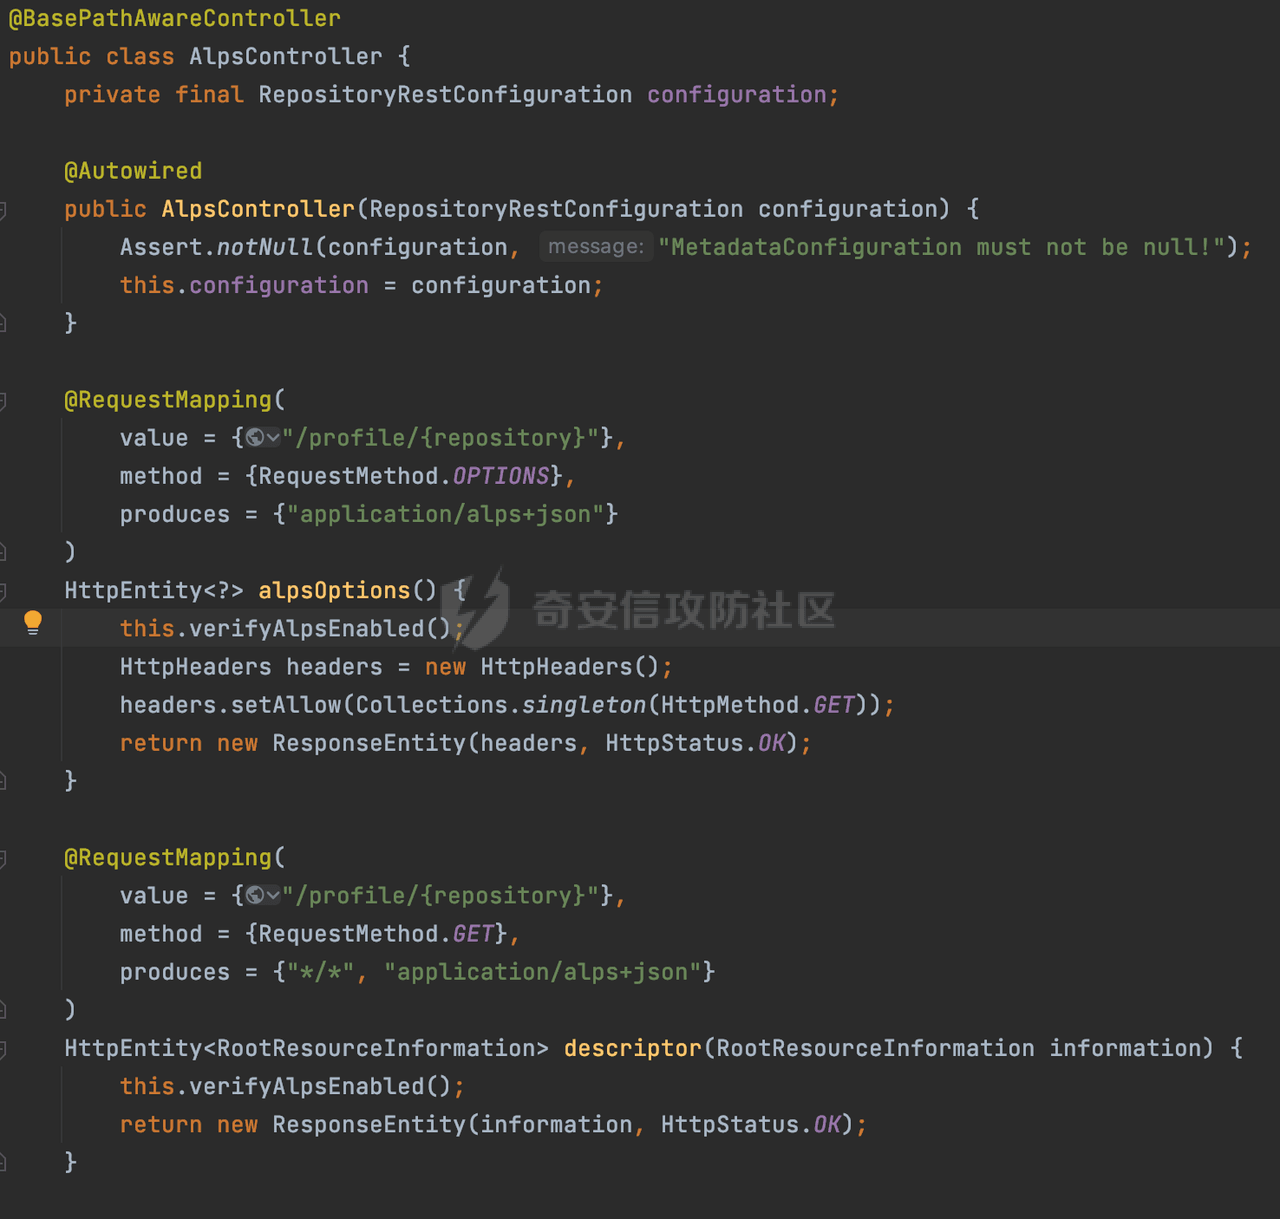 @BasePathAwareController
public class AlpsController {
    private final RepositoryRestConfiguration configuration;

    @Autowired
    public AlpsController(RepositoryRestConfiguration configuration) {
        Assert.notNull(configuration, message: "MetadataConfiguration must not be null!");
        this.configuration = configuration;
    }

    @RequestMapping(
        value = {"/profile/{repository}"},
        method = {RequestMethod.OPTIONS},
        produces = {"application/alps+json"}
    )
    HttpEntity<?> alpsOptions() {
        this.verifyAlpsEnabled();
        HttpHeaders headers = new HttpHeaders();
        headers.setAllow(Collections.singleton(HttpMethod.GET));
        return new ResponseEntity(headers, HttpStatus.OK);
    }

    @RequestMapping(
        value = {"/profile/{repository}"},
        method = {RequestMethod.GET},
        produces = {"*/*", "application/alps+json"}
    )
    HttpEntity<RootResourceInformation> descriptor(RootResourceInformation information) {
        this.verifyAlpsEnabled();
        return new ResponseEntity(information, HttpStatus.OK);
    }
奇安信攻防社区